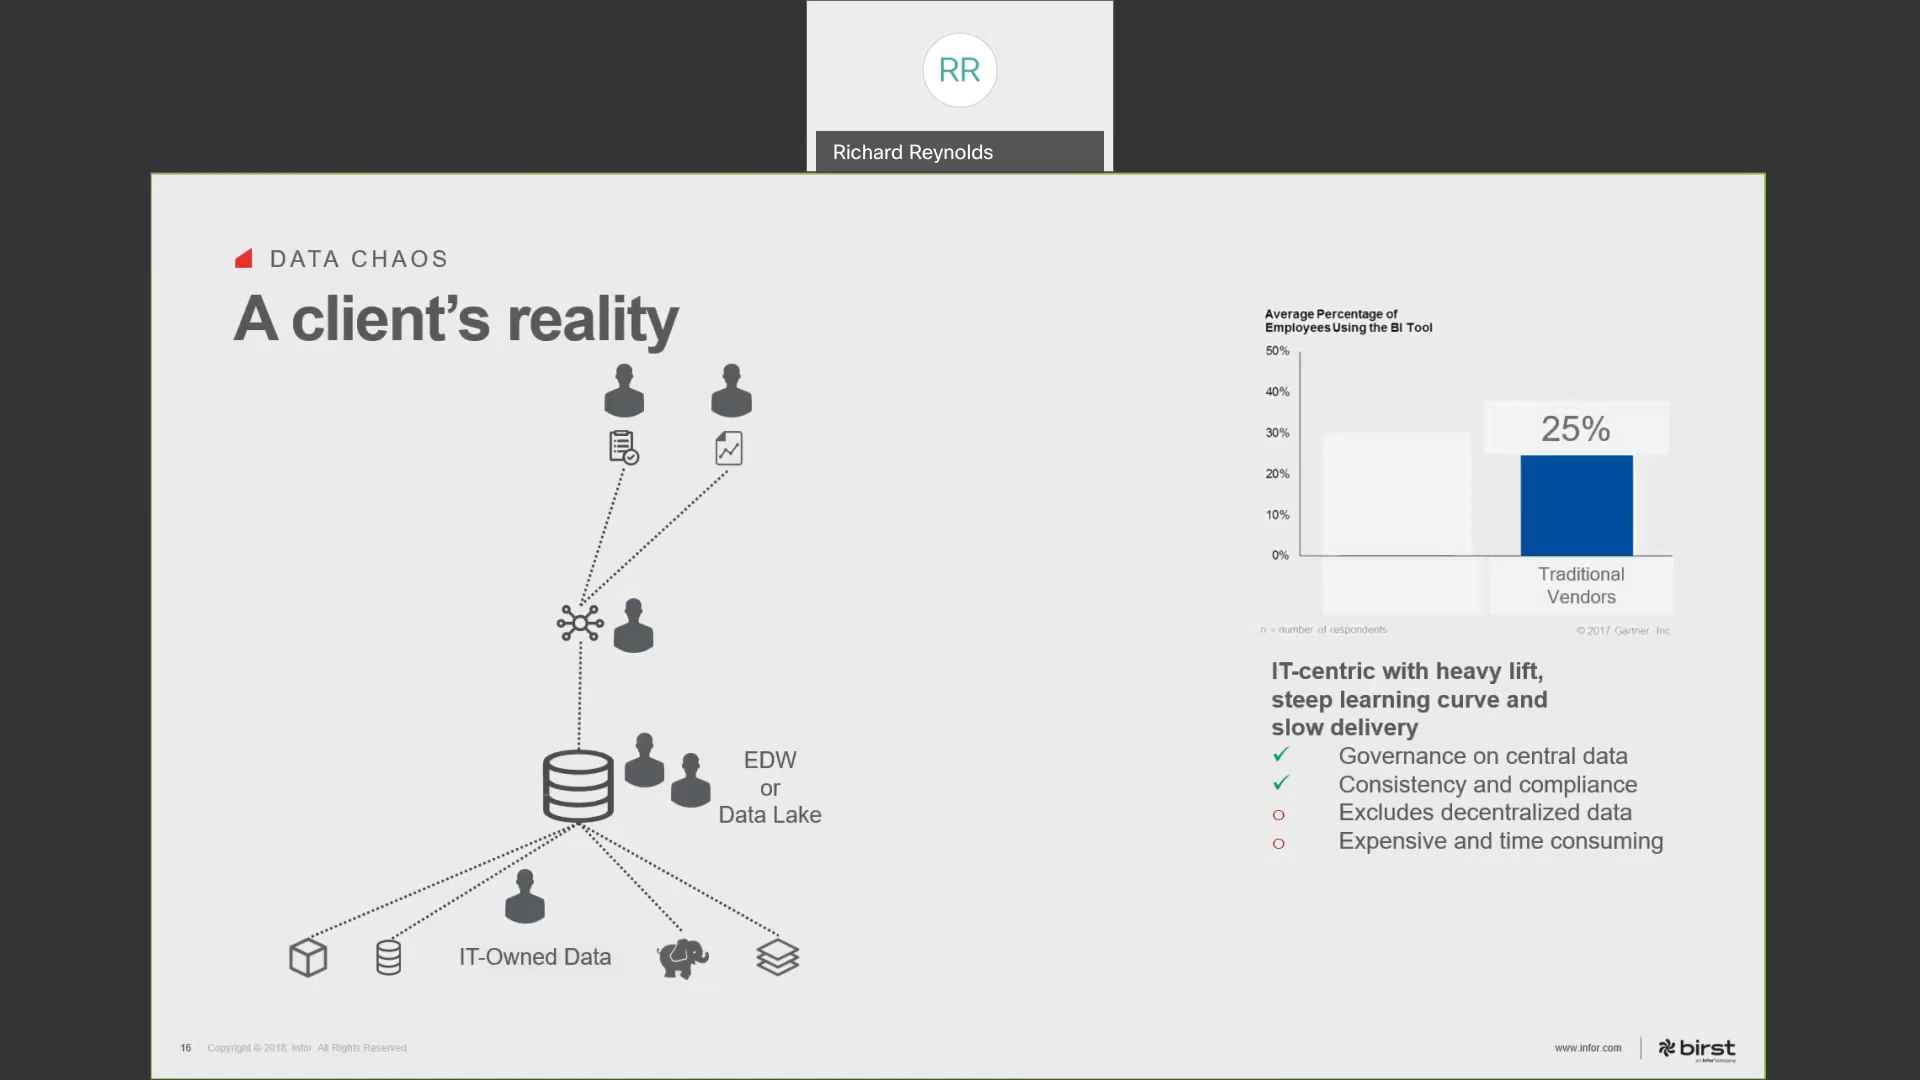 RR
Richard Reynolds
DATA CHAOS
A client’s reality
Average Percentage of
Employees Using the BI Tool
50%
40%
30%
20%
10%
0%
25%
Traditional
Vendors
n = number of respondents
© 2017 Gartner Inc
EDW
or
Data Lake
IT-Owned Data
IT-centric with heavy lift,
steep learning curve and
slow delivery
✓ Governance on central data
✓ Consistency and compliance
o Excludes decentralized data
o Expensive and time consuming
16 Copyright © 2018. Infor. All Rights Reserved.
www.infor.com
birst
an infor company